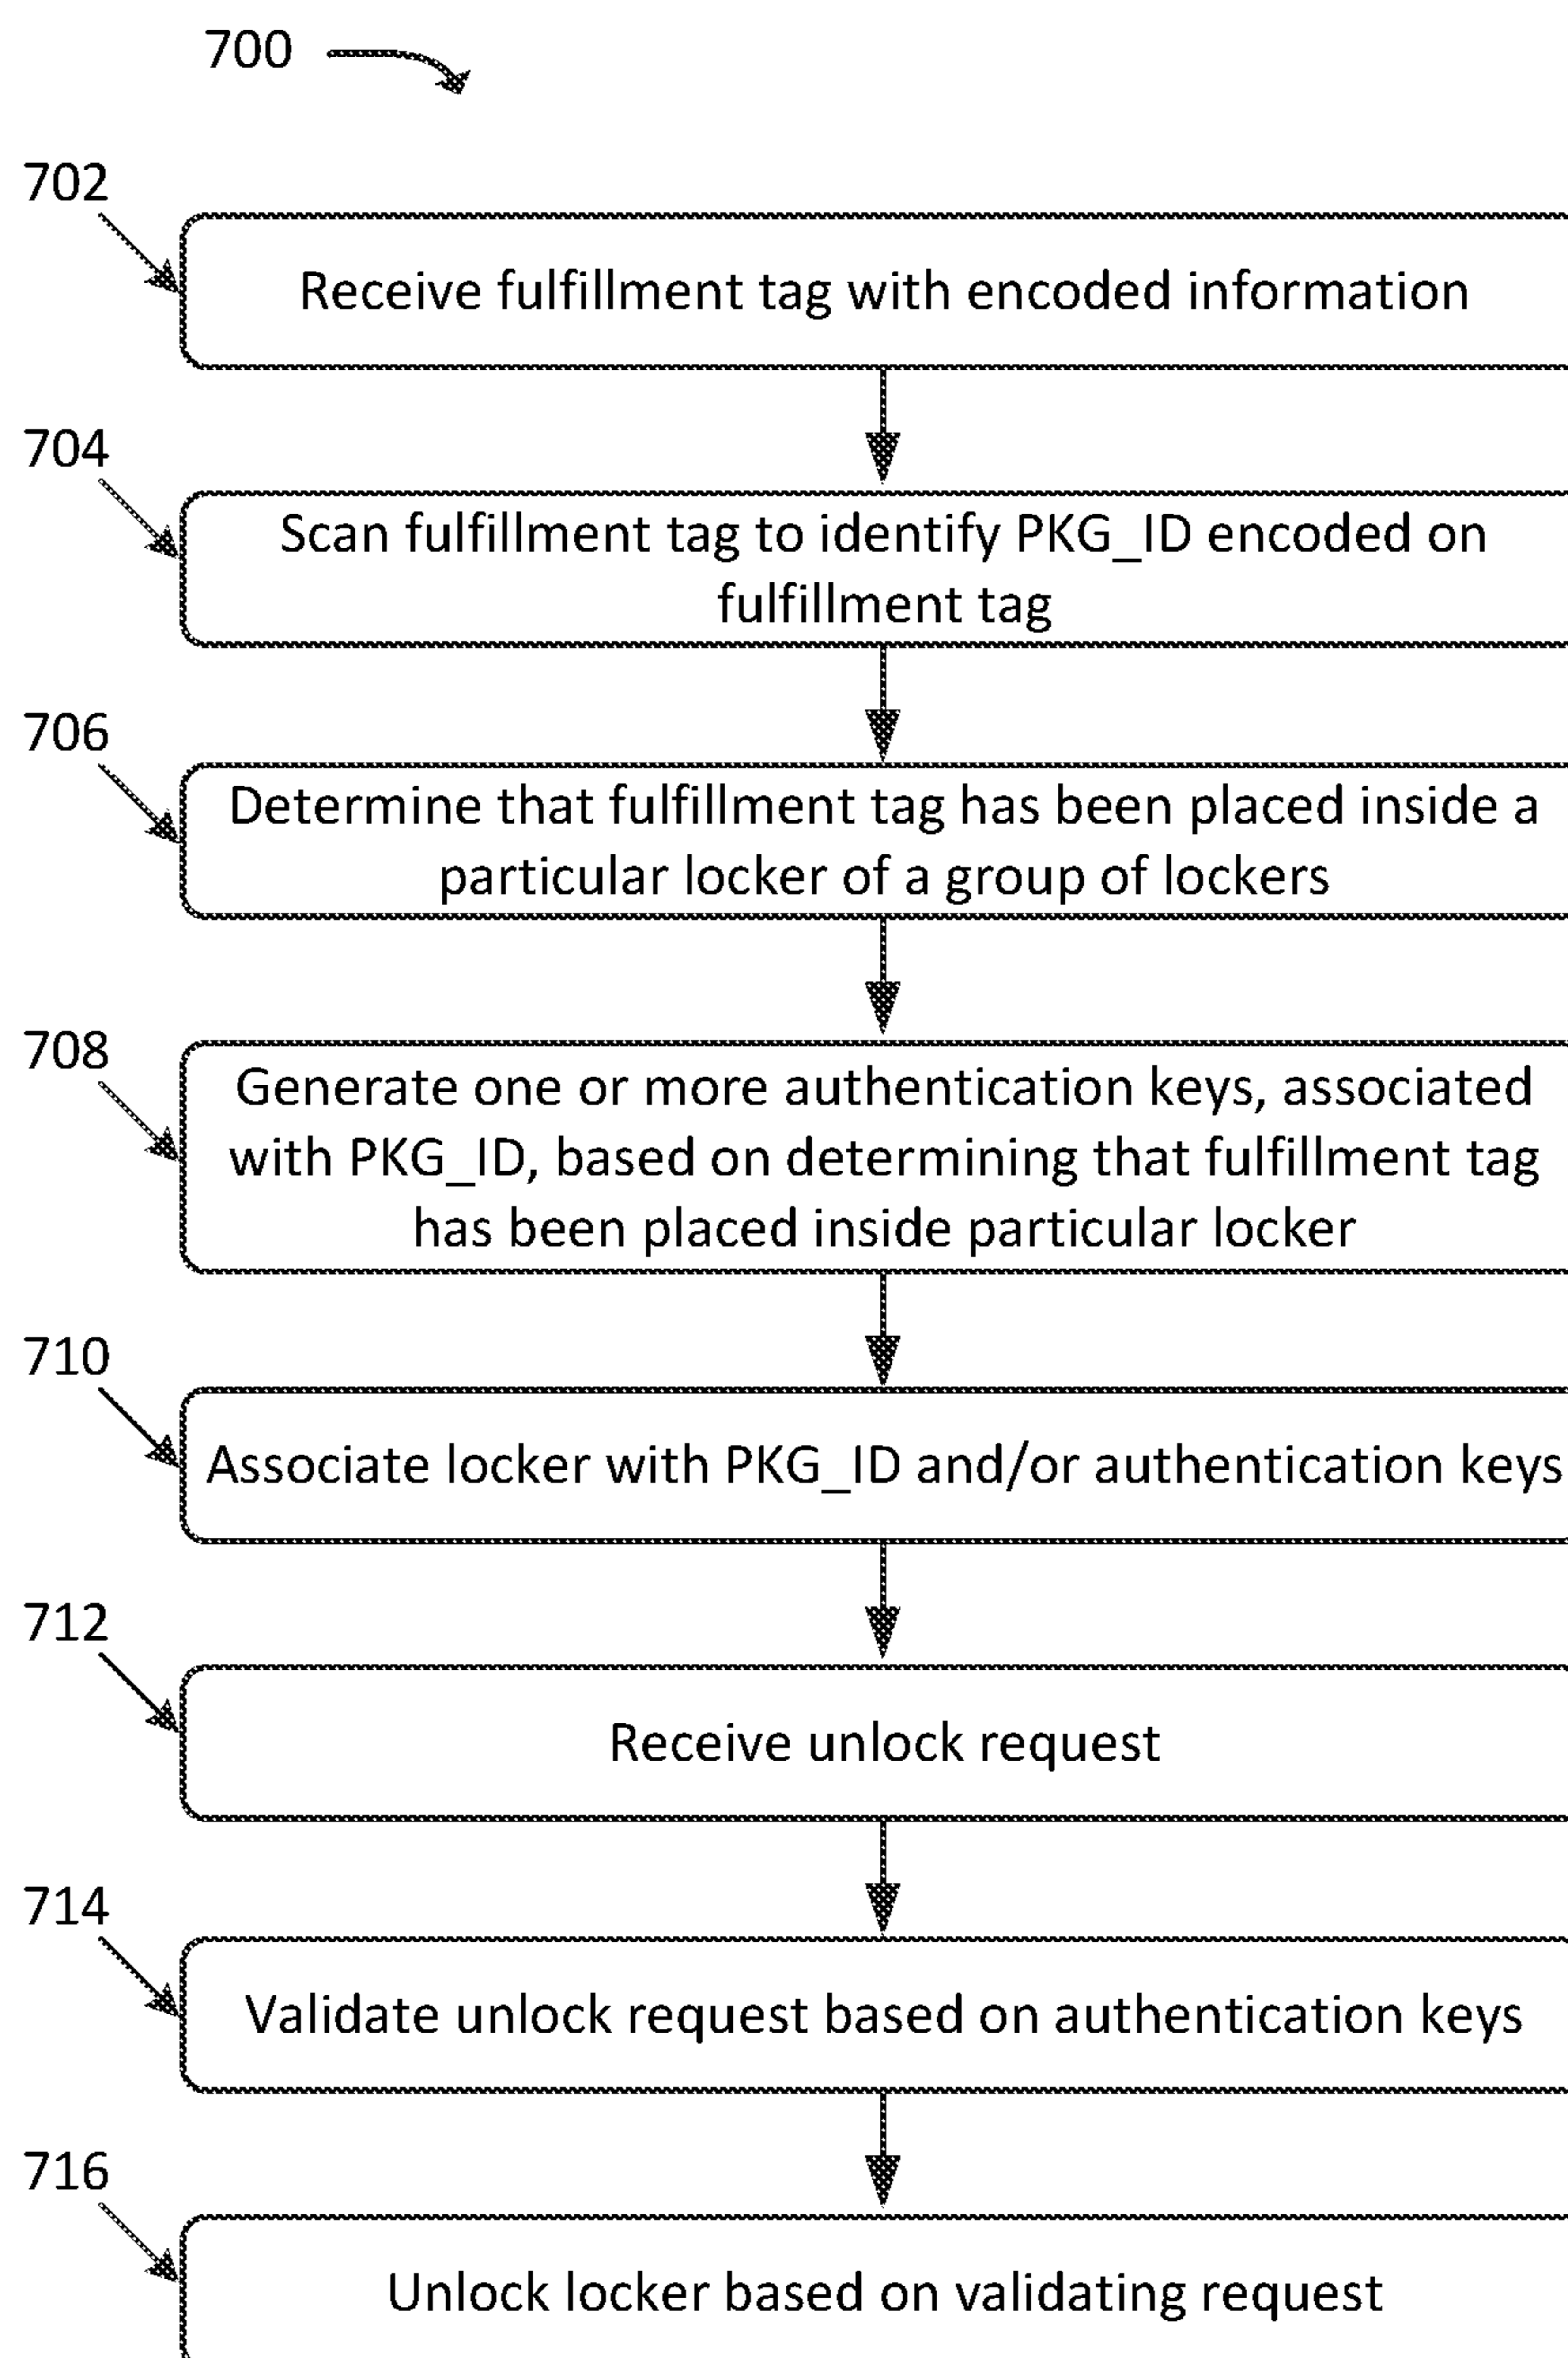 700
702
Receive fulfillment tag with encoded information
704
Scan fulfillment tag to identify PKG_ID encoded on
fulfillment tag
706
Determine that fulfillment tag has been placed inside a
particular locker of a group of lockers
708
Generate one or more authentication keys, associated
with PKG_ID, based on determining that fulfillment tag
has been placed inside particular locker
710
Associate locker with PKG_ID and/or authentication keys
712
Receive unlock request
714
Validate unlock request based on authentication keys
716
Unlock locker based on validating request